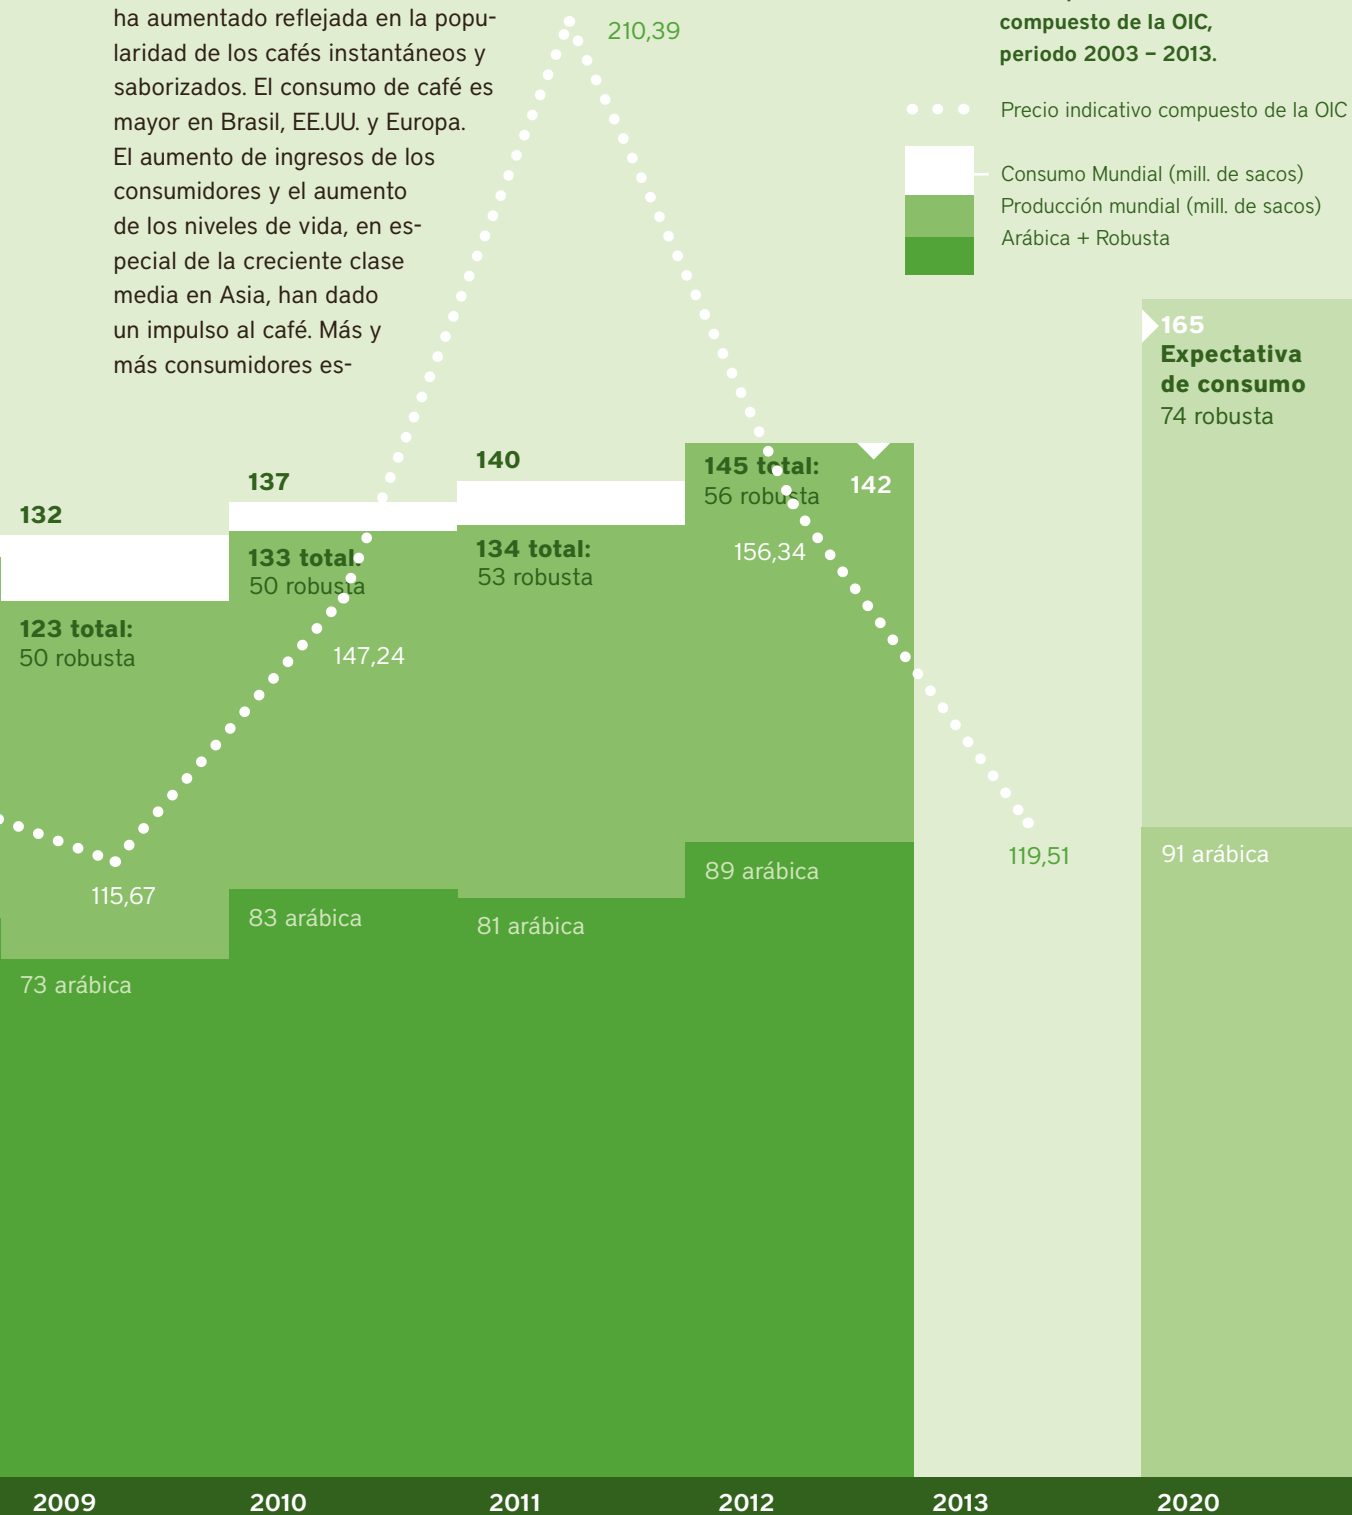 ha aumentado reflejada en la popu-
laridad de los cafés instantáneos y
saborizados. El consumo de café es
mayor en Brasil, EE.UU. y Europa.
El aumento de ingresos de los
consumidores y el aumento
de los niveles de vida, en es-
pecial de la creciente clase
media en Asia, han dado
un impulso al café. Más y
más consumidores es-
210,39
compuesto de la OIC,
periodo 2003 – 2013.
Precio indicativo compuesto de la OIC
Consumo Mundial (mill. de sacos)
Producción mundial (mill. de sacos)
Arábica + Robusta
165
Expectativa
de consumo
74 robusta
91 arábica
132
123 total:
50 robusta
115,67
73 arábica
137
133 total:
50 robusta
147,24
83 arábica
140
134 total:
53 robusta
81 arábica
145 total:
56 robusta
142
156,34
89 arábica
119,51
2009
2010
2011
2012
2013
2020